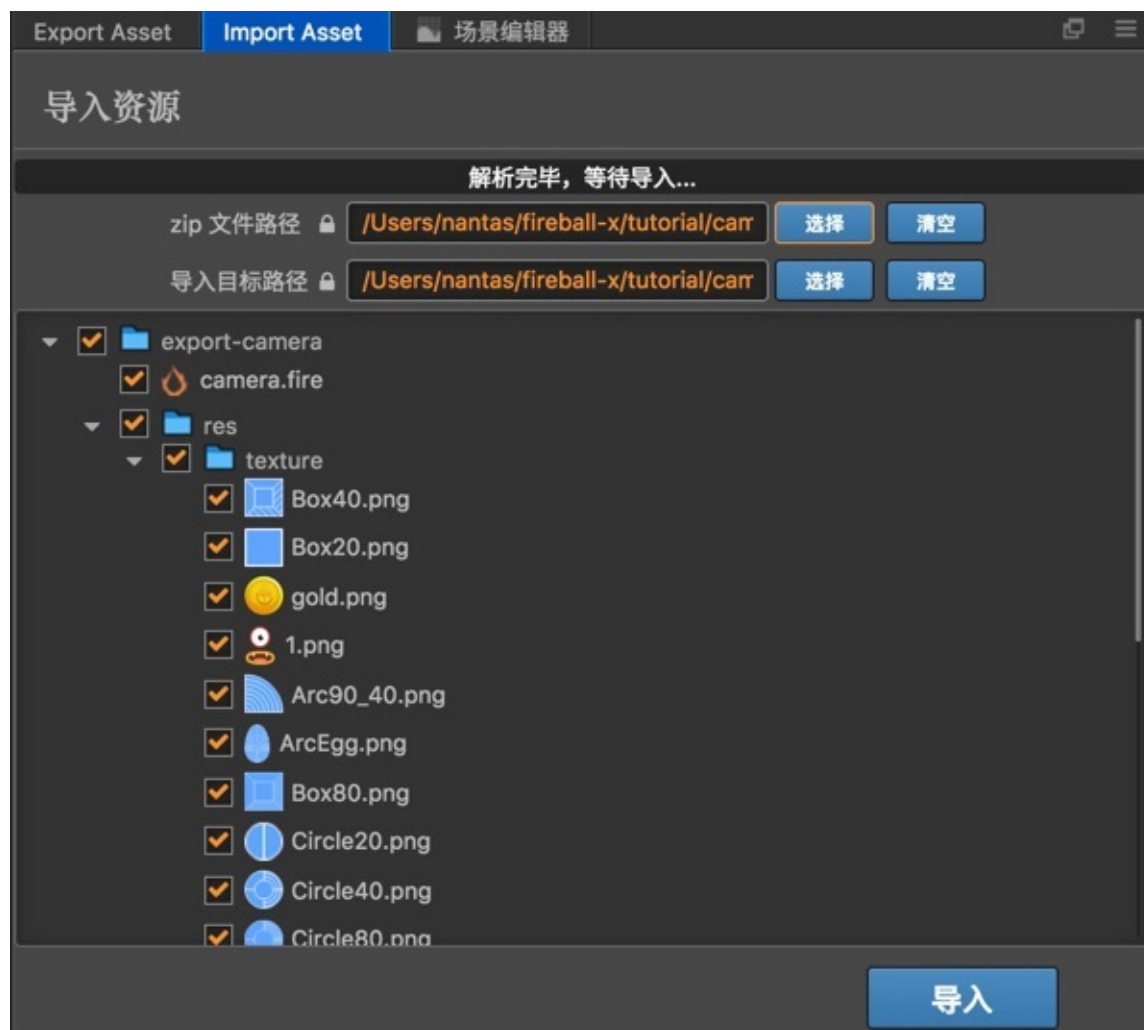 Export Asset Import Asset 场景编辑器
导入资源
解析完毕，等待导入...
zip 文件路径 /Users/nantas/fireball-x/tutorial/cam 选择 清空
导入目标路径 /Users/nantas/fireball-x/tutorial/cam 选择 清空
export-camera
camera.fire
res
texture
Box40.png
Box20.png
gold.png
1.png
Arc90_40.png
ArcEgg.png
Box80.png
Circle20.png
Circle40.png
Circle80.png
导入